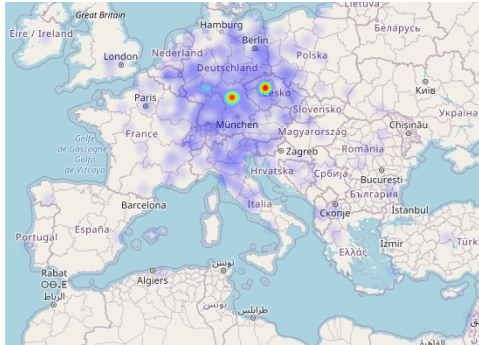 Lietuva
Great Britain
Hamburg
Беларусь
Éire / Ireland
Berlin
Nederland
Polska
London
Deutschland
Київ
Paris
Česko
Україна
Slovensko
München
Chișinău
France
Magyarország
Golfe
de Gascogne
Golfo
de Vizcaya
Zagreb
România
Hrvatska
Србија
București
България
Barcelona
Italia
Скопје
İstanbul
Portugal
España
Ελλάς
İzmir
Türk
Rabat
ⵔⴱⴰⵟ
الرباط
Algiers
تونس
تونس
طرابلس
القاهرة